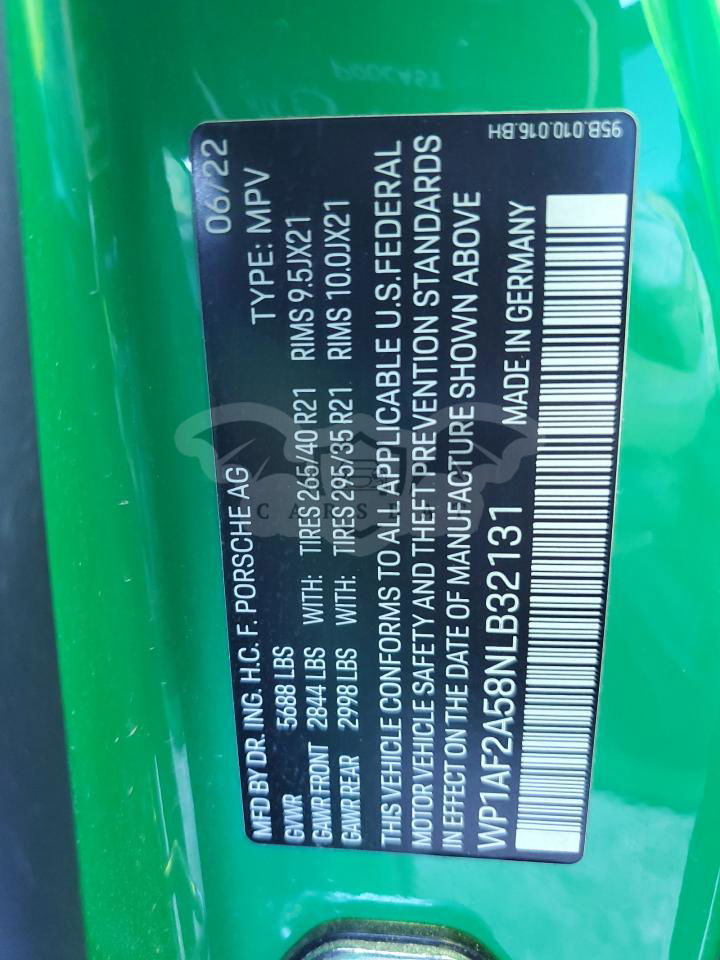 MFD BY DR. ING. H.C. F. PORSCHE AG 06/22
GVWR 5688 LBS TYPE: MPV
GAWR FRONT 2844 LBS WITH: TIRES 265/40 R21 RIMS 9.5JX21
GAWR REAR 2998 LBS WITH: TIRES 295/35 R21 RIMS 10.0JX21
THIS VEHICLE CONFORMS TO ALL APPLICABLE U.S. FEDERAL
MOTOR VEHICLE SAFETY AND THEFT PREVENTION STANDARDS
IN EFFECT ON THE DATE OF MANUFACTURE SHOWN ABOVE
WP1AF2A58NLB32131 MADE IN GERMANY
95B.010.016.BH